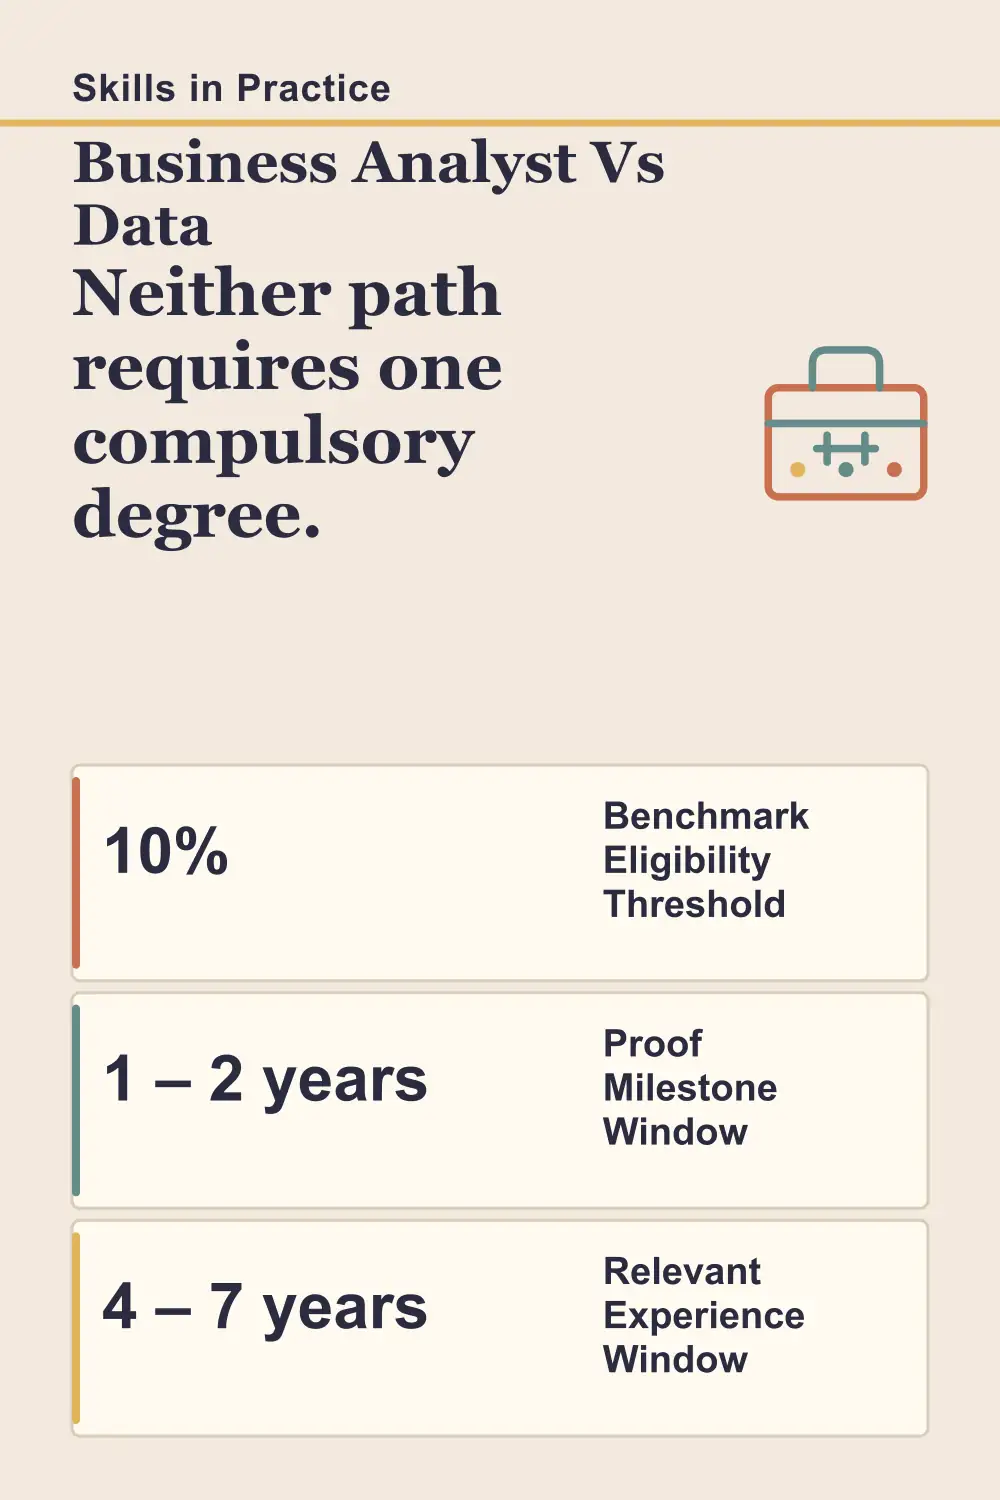 Skills in Practice
Business Analyst Vs
Data
Neither path
requires one
compulsory
degree.
10%
Benchmark
Eligibility
Threshold
1 – 2 years
Proof
Milestone
Window
4 – 7 years
Relevant
Experience
Window